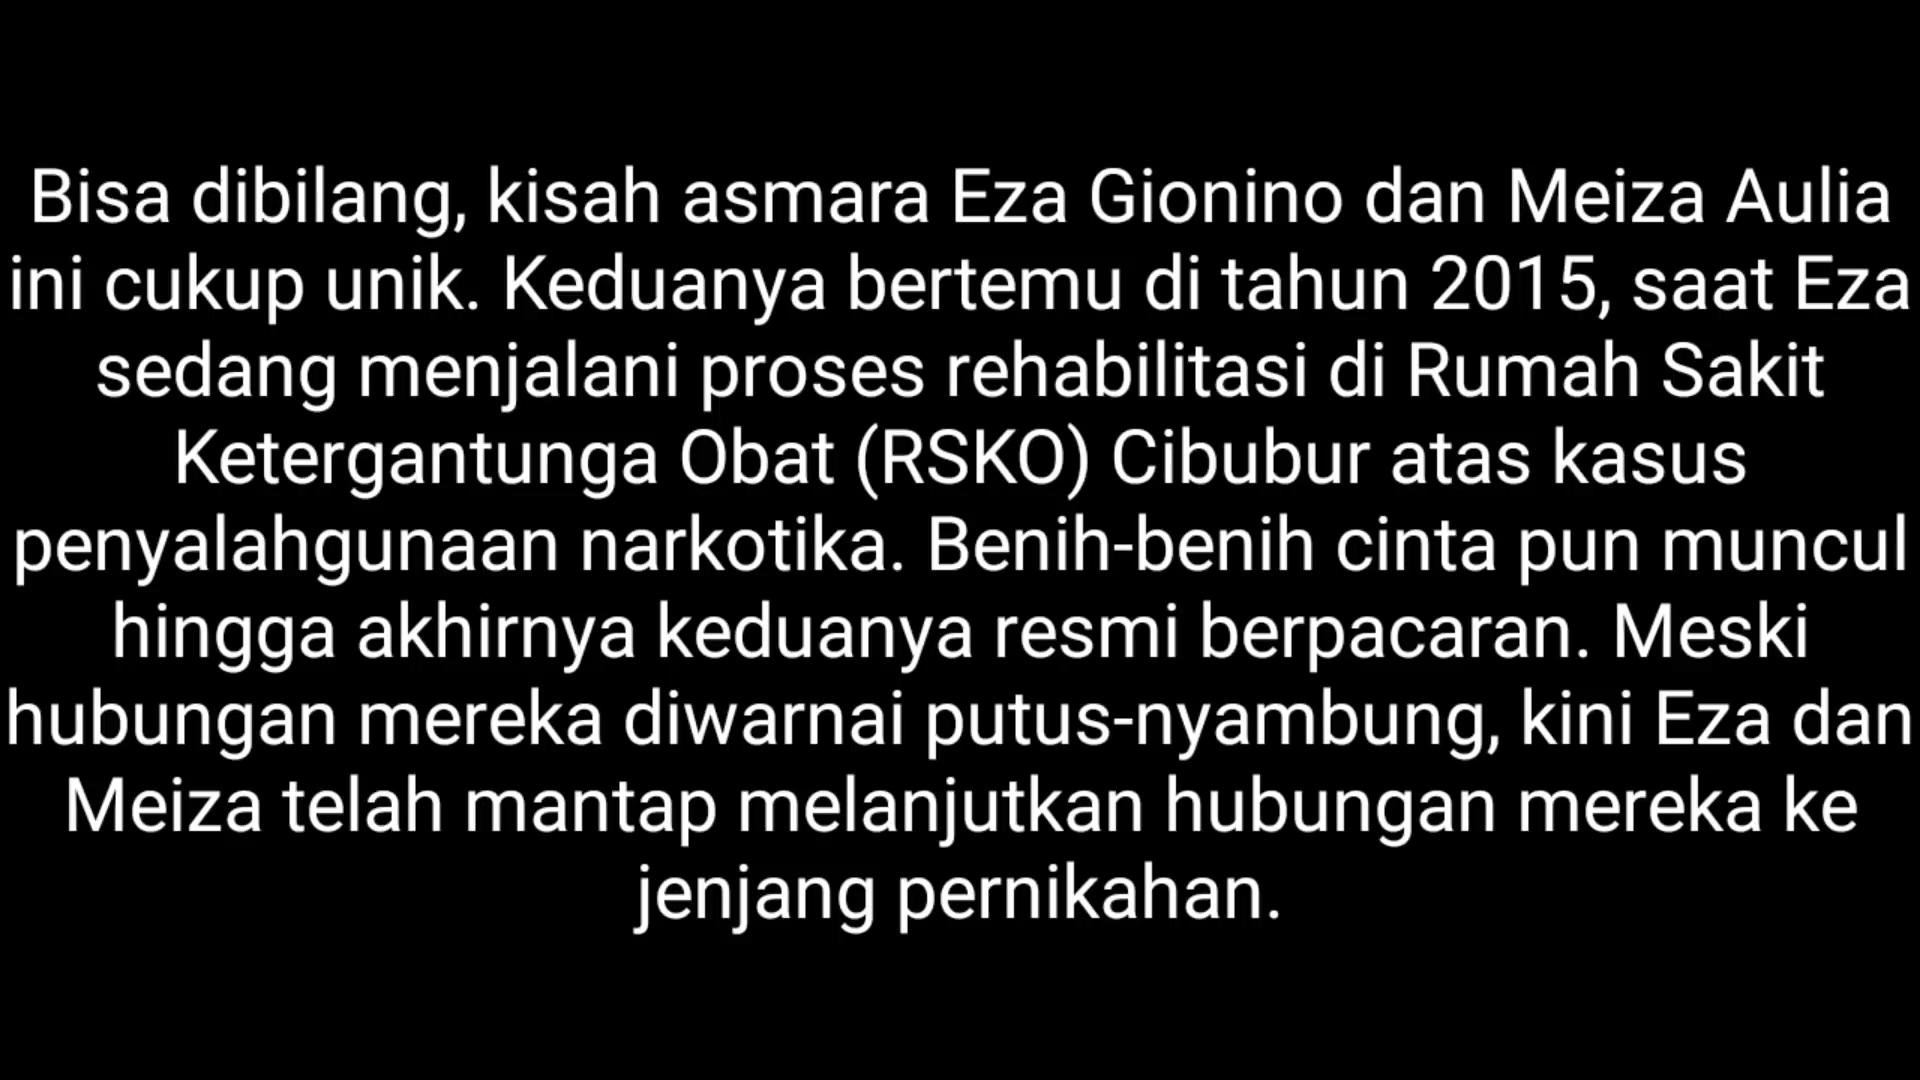 Bisa dibilang, kisah asmara Eza Gionino dan Meiza Aulia
ini cukup unik. Keduanya bertemu di tahun 2015, saat Eza
sedang menjalani proses rehabilitasi di Rumah Sakit
Ketergantunga Obat (RSKO) Cibubur atas kasus
penyalahgunaan narkotika. Benih-benih cinta pun muncul
hingga akhirnya keduanya resmi berpacaran. Meski
hubungan mereka diwarnai putus-nyambung, kini Eza dan
Meiza telah mantap melanjutkan hubungan mereka ke
jenjang pernikahan.